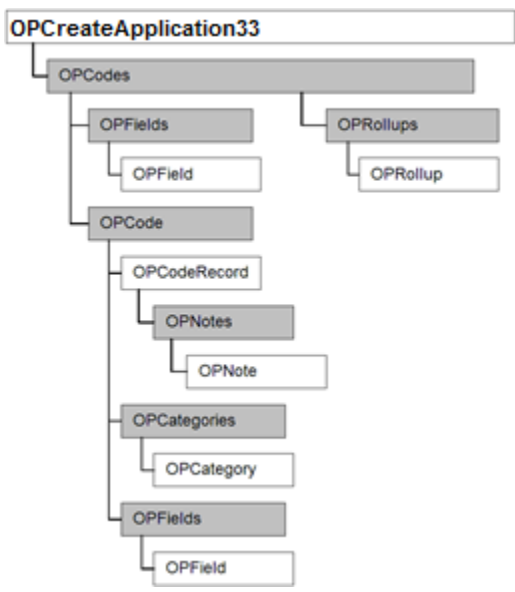 OPCreateApplication33
OPCodes
OPFields
OPRollups
OPField
OPRollup
OPCode
OPCodeRecord
OPNotes
OPNote
OPCategories
OPCategory
OPFields
OPField